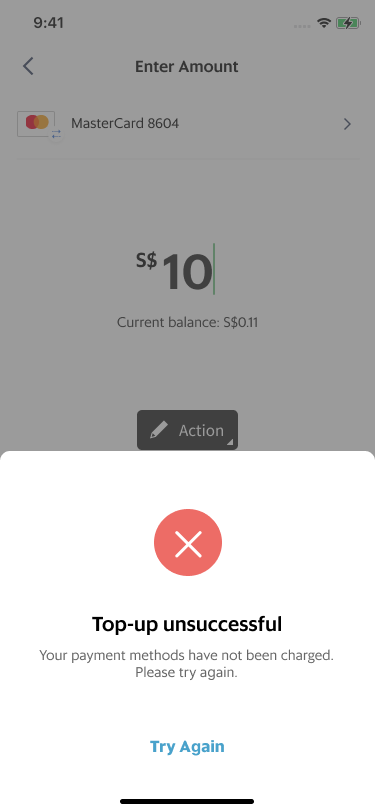 9:41
Enter Amount
MasterCard 8604
S$ 10
Current balance: S$0.11
Action
Top-up unsuccessful
Your payment methods have not been charged.
Please try again.
Try Again